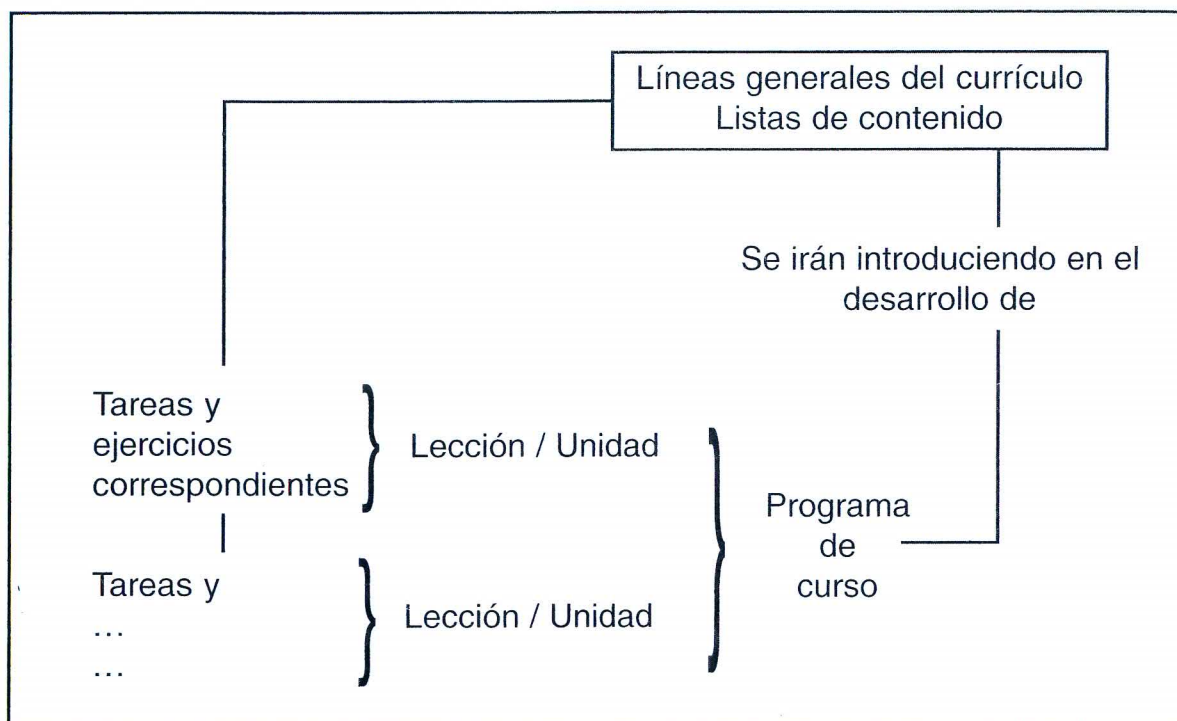 Líneas generales del currículo
Listas de contenido
Se irán introduciendo en el
desarrollo de
Tareas y
ejercicios
correspondientes
Lección / Unidad
Programa
de
curso
Tareas y
...
...
Lección / Unidad